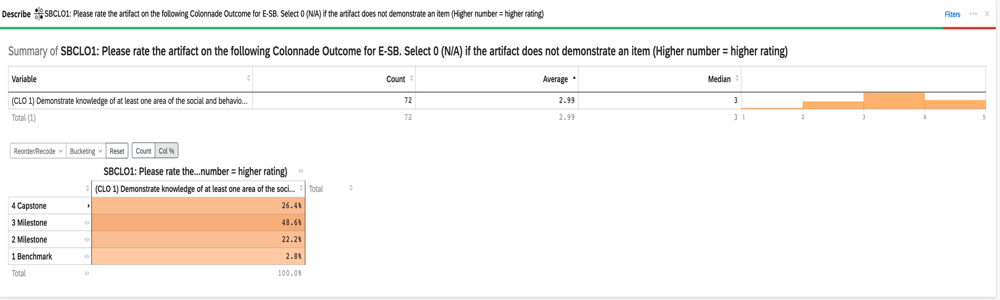 Describe SBCLO1: Please rate the artifact on the following Colonnade Outcome for E-SB. Select 0 (N/A) if the artifact does not demonstrate an item (Higher number = higher rating) Filters
Summary of SBCLO1: Please rate the artifact on the following Colonnade Outcome for E-SB. Select 0 (N/A) if the artifact does not demonstrate an item (Higher number = higher rating)
Variable Count Average Median
(CLO 1) Demonstrate knowledge of at least one area of the social and behavio... 72 2.99 3
Total (1) 72 2.99 3 1 2 3 4 5
Reorder/Recode Bucketing Reset Count Col %
SBCLO1: Please rate the...number = higher rating)
(CLO 1) Demonstrate knowledge of at least one area of the soci... Total
4 Capstone 26.4%
3 Milestone 48.6%
2 Milestone 22.2%
1 Benchmark 2.8%
Total 100.0%